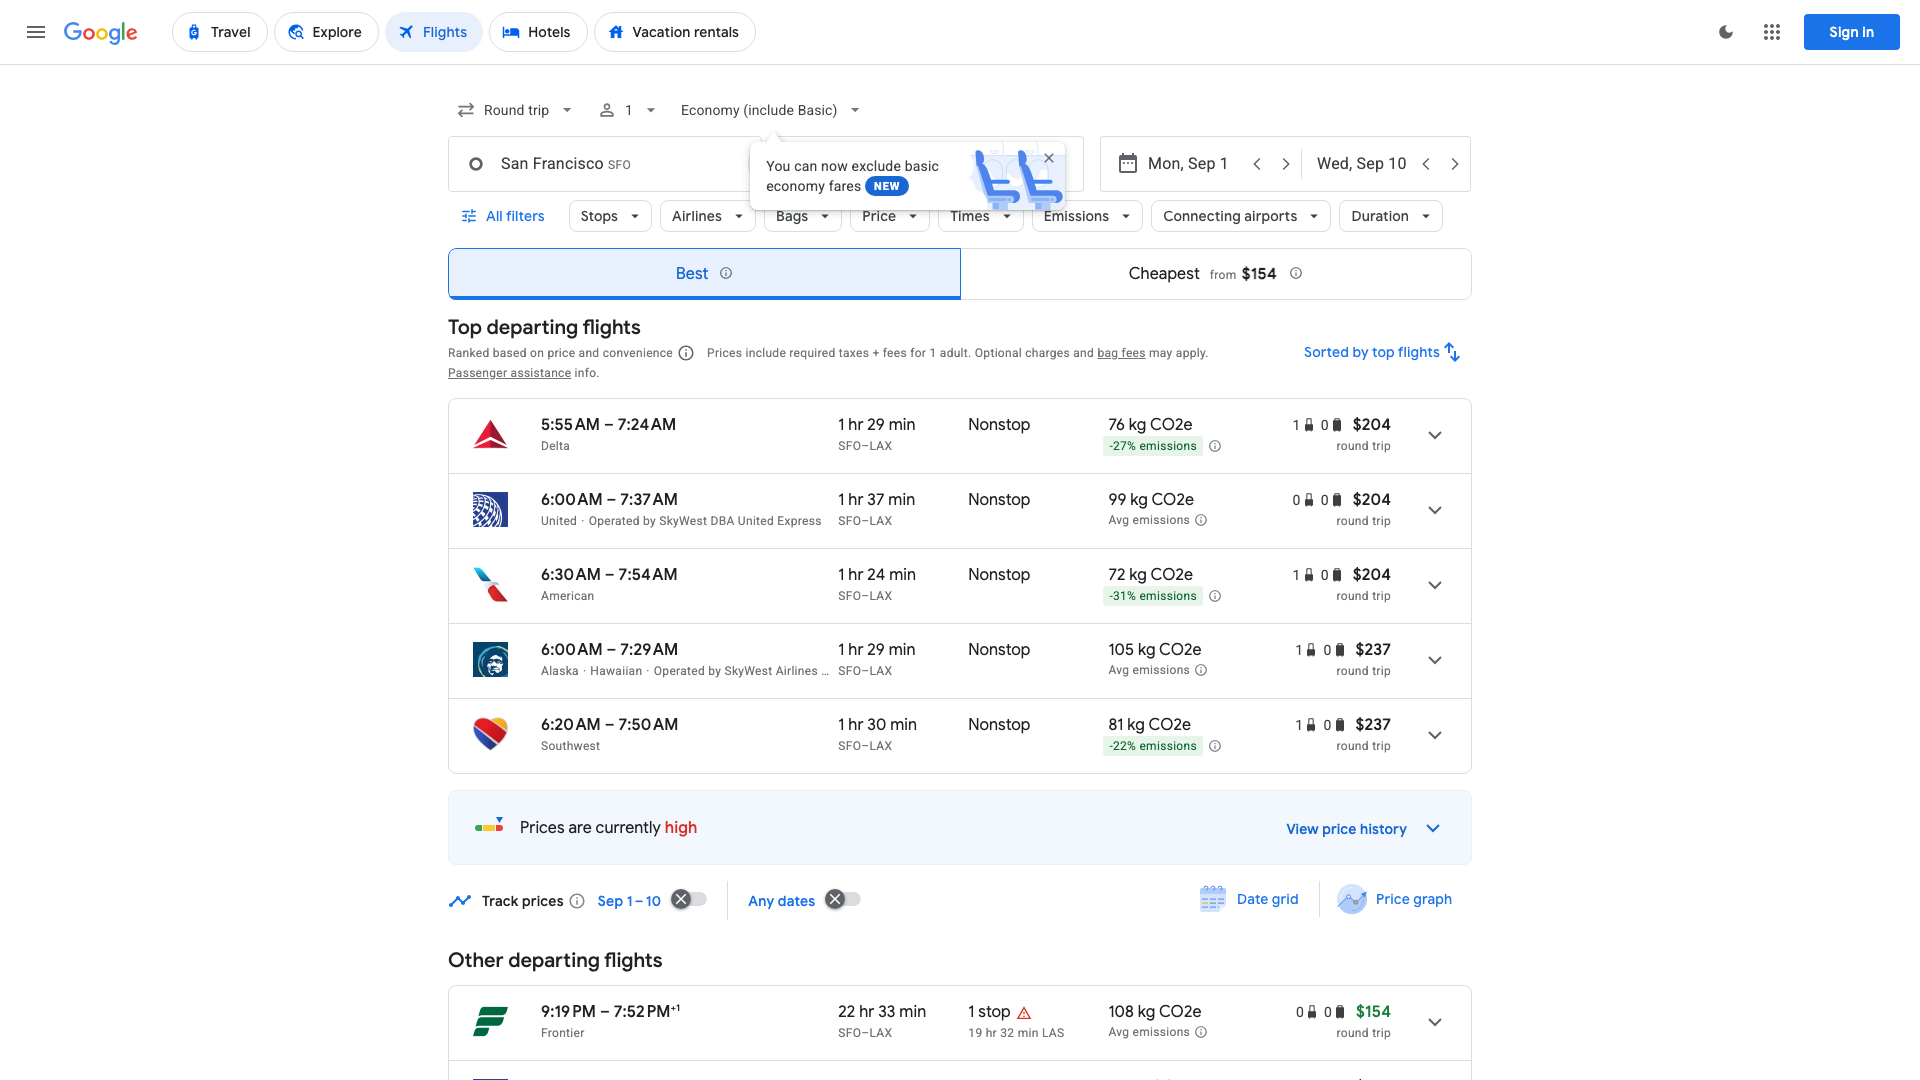 Google
Travel
Explore
Flights
Hotels
Vacation rentals
Sign in
Round trip
1
Economy (include Basic)
San Francisco SFO
You can now exclude basic
economy fares NEW
Mon, Sep 1
Wed, Sep 10
All filters
Stops
Airlines
Bags
Price
Times
Emissions
Connecting airports
Duration
Best
Cheapest from $154
Top departing flights
Ranked based on price and convenience Prices include required taxes + fees for 1 adult. Optional charges and bag fees may apply.
Passenger assistance info.
Sorted by top flights
5:55 AM – 7:24 AM 1 hr 29 min Nonstop 76 kg CO2e 1 0 $204
Delta SFO–LAX -27% emissions round trip
6:00 AM – 7:37 AM 1 hr 37 min Nonstop 99 kg CO2e 0 0 $204
United · Operated by SkyWest DBA United Express SFO–LAX Avg emissions round trip
6:30 AM – 7:54 AM 1 hr 24 min Nonstop 72 kg CO2e 1 0 $204
American SFO–LAX -31% emissions round trip
6:00 AM – 7:29 AM 1 hr 29 min Nonstop 105 kg CO2e 1 0 $237
Alaska · Hawaiian · Operated by SkyWest Airlines ... SFO–LAX Avg emissions round trip
6:20 AM – 7:50 AM 1 hr 30 min Nonstop 81 kg CO2e 1 0 $237
Southwest SFO–LAX -22% emissions round trip
Prices are currently high
View price history
Track prices Sep 1 – 10 Any dates
Date grid
Price graph
Other departing flights
9:19 PM – 7:52 PM+1 22 hr 33 min 1 stop 108 kg CO2e 0 0 $154
Frontier SFO–LAX 19 hr 32 min LAS Avg emissions round trip